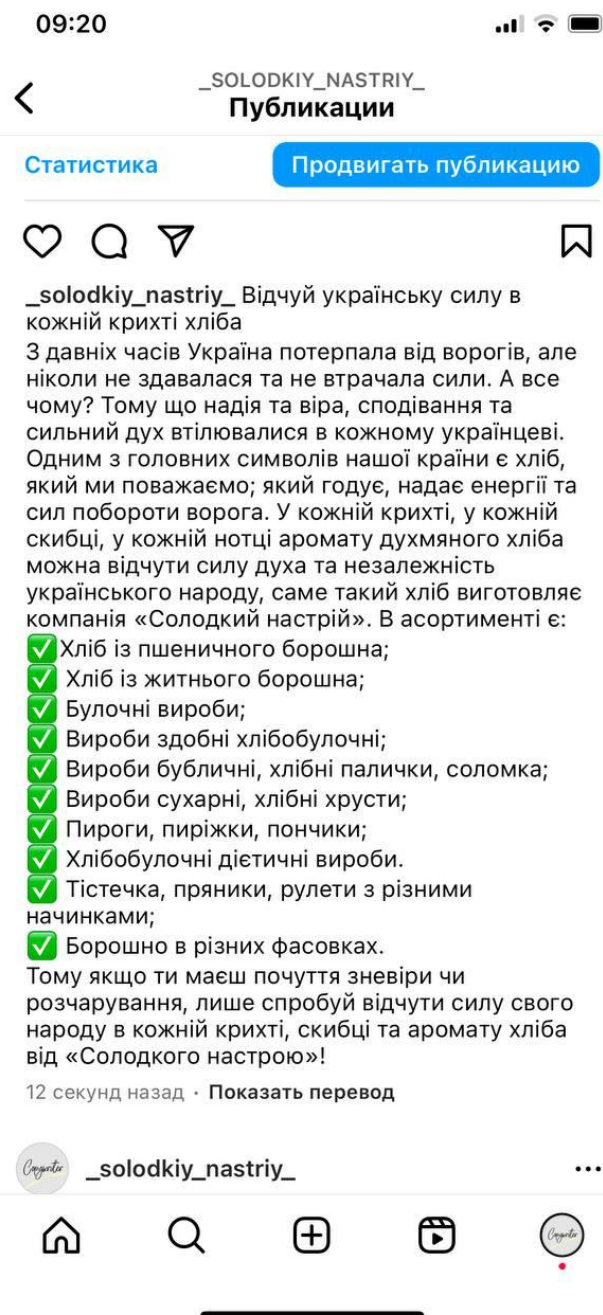 09:20
_SOLODKIY_NASTRIY_
Публикации
Статистика
Продвигать публикацию
_solodkiy_nastriy_ Відчуй українську силу в
кожній крихті хліба
З давніх часів Україна потерпала від ворогів, але
ніколи не здавалася та не втрачала сили. А все
чому? Тому що надія та віра, сподівання та
сильний дух втілювалися в кожному українцеві.
Одним з головних символів нашої країни є хліб,
який ми поважаємо; який годує, надає енергії та
сил побороти ворога. У кожній крихті, у кожній
скибці, у кожній нотці аромату духмяного хліба
можна відчути силу духа та незалежність
українського народу, саме такий хліб виготовляє
компанія «Солодкий настрій». В асортименті є:
✅Хліб із пшеничного борошна;
✅ Хліб із житнього борошна;
✅ Булочні вироби;
✅ Вироби здобні хлібобулочні;
✅ Вироби бубличні, хлібні палички, соломка;
✅ Вироби сухарні, хлібні хрусти;
✅ Пироги, пиріжки, пончики;
✅ Хлібобулочні дієтичні вироби.
✅ Тістечка, пряники, рулети з різними
начинками;
✅ Борошно в різних фасовках.
Тому якщо ти маєш почуття зневіри чи
розчарування, лише спробуй відчути силу свого
народу в кожній крихті, скибці та аромату хліба
від «Солодкого настрою»!
12 секунд назад · Показать перевод
Copywriter
_solodkiy_nastriy_
Copywriter